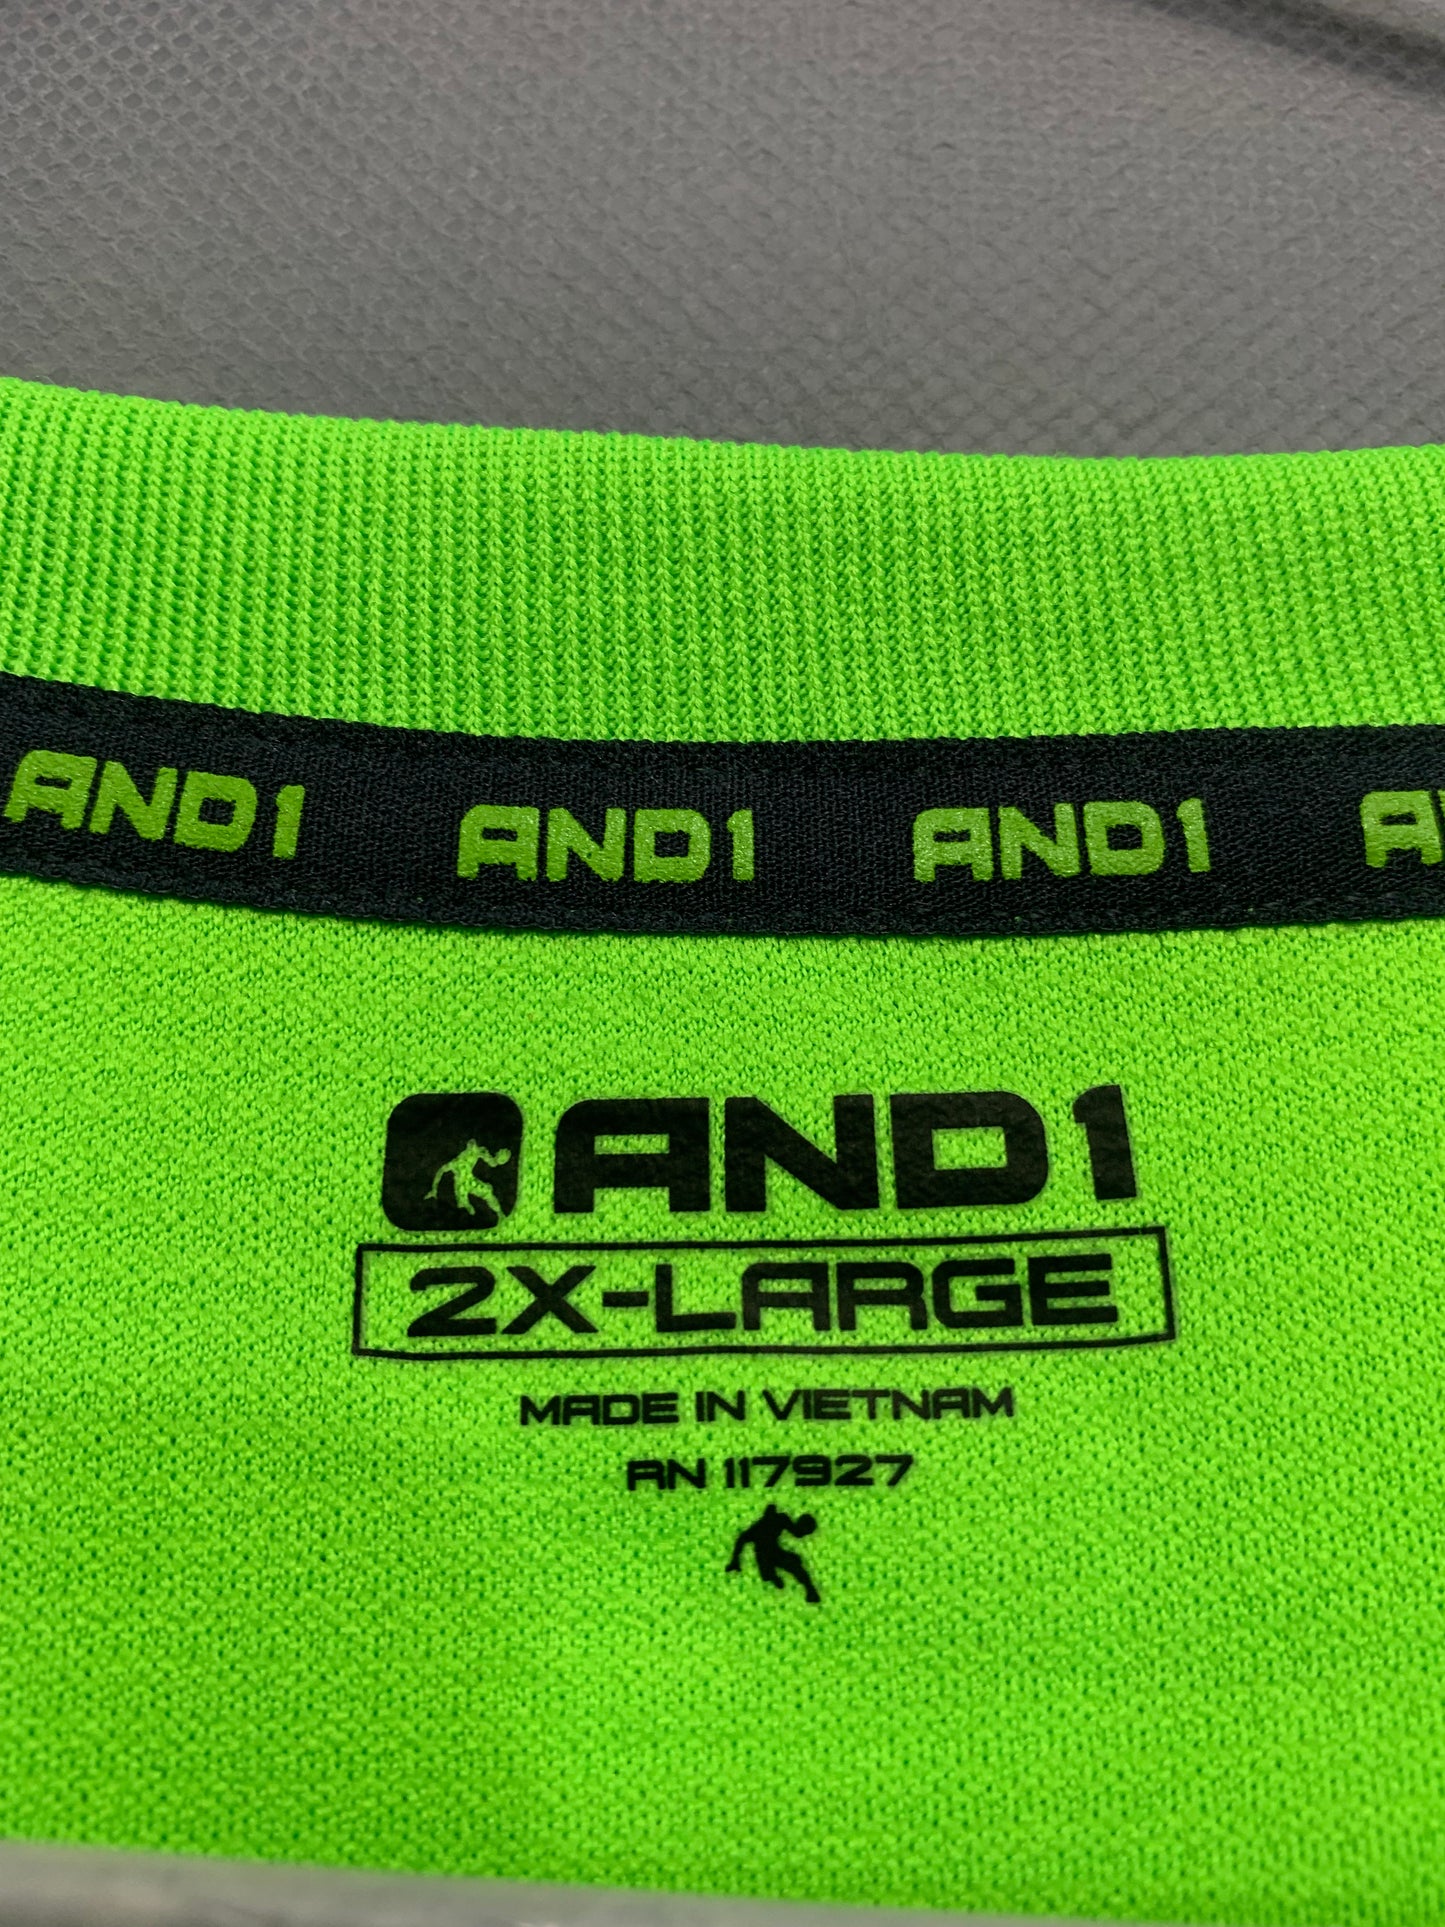 AND1 AND1 AND1 A
AND1
2X-LARGE
MADE IN VIETNAM
RN 117927